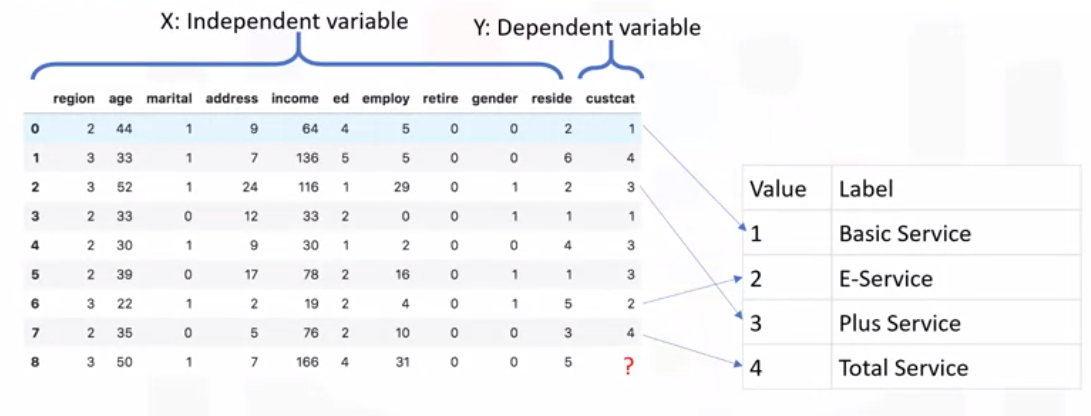 X: Independent variable
Y: Dependent variable
region age marital address income ed employ retire gender reside custcat
0 2 44 1 9 64 4 5 0 0 2 1
1 3 33 1 7 136 5 5 0 0 6 4
2 3 52 1 24 116 1 29 0 1 2 3
3 2 33 0 12 33 2 0 0 1 1 1
4 2 30 1 9 30 1 2 0 0 4 3
5 2 39 0 17 78 2 16 0 1 1 3
6 3 22 1 2 19 2 4 0 1 5 2
7 2 35 0 5 76 2 10 0 0 3 4
8 3 50 1 7 166 4 31 0 0 5 ?
Value Label
1 Basic Service
2 E-Service
3 Plus Service
4 Total Service